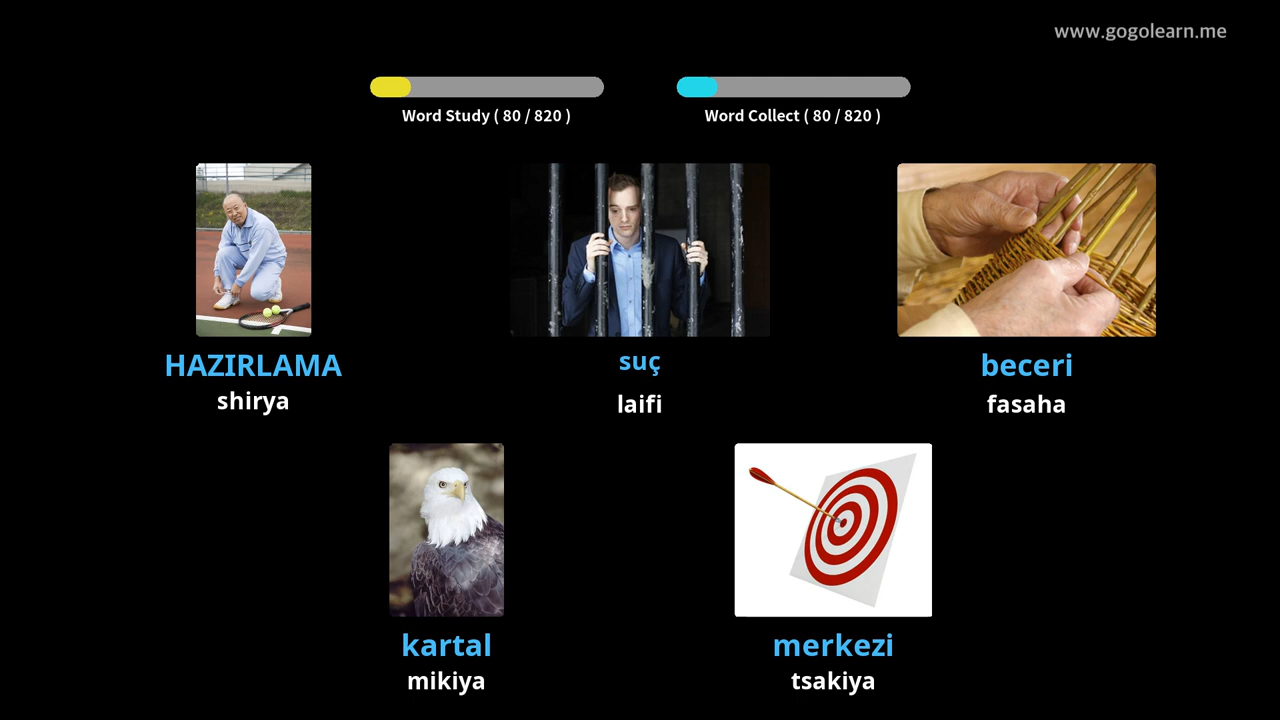 www.gogolearn.me
Word Study ( 80 / 820 )
Word Collect ( 80 / 820 )
HAZIRLAMA
shirya
suç
laifi
beceri
fasaha
kartal
mikiya
merkezi
tsakiya